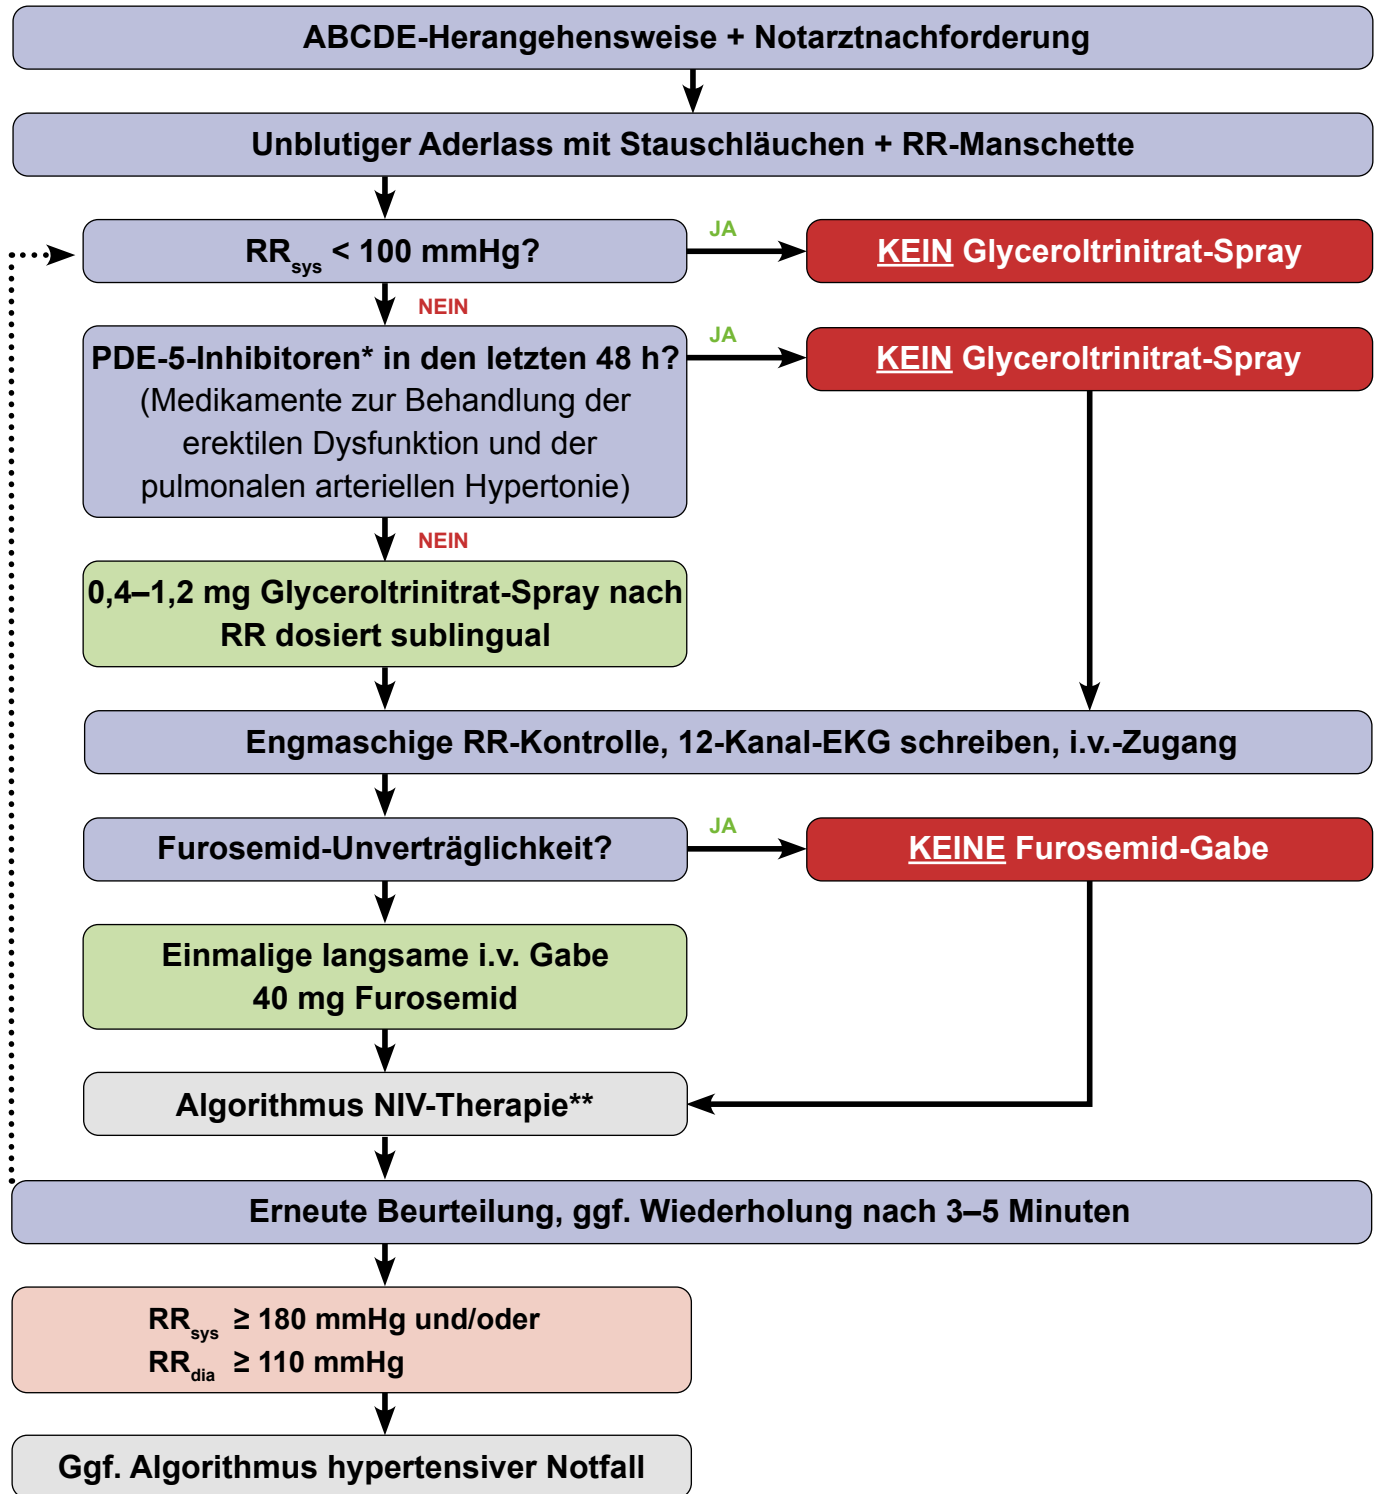 ABCDE-Herangehensweise + Notarztnachforderung
Unblutiger Aderlass mit Stauschläuchen + RR-Manschette
RRsys < 100 mmHg?
JA
KEIN Glyceroltrinitrat-Spray
NEIN
PDE-5-Inhibitoren* in den letzten 48 h?
(Medikamente zur Behandlung der
erektilen Dysfunktion und der
pulmonalen arteriellen Hypertonie)
JA
KEIN Glyceroltrinitrat-Spray
NEIN
0,4–1,2 mg Glyceroltrinitrat-Spray nach
RR dosiert sublingual
Engmaschige RR-Kontrolle, 12-Kanal-EKG schreiben, i.v.-Zugang
Furosemid-Unverträglichkeit?
JA
KEINE Furosemid-Gabe
Einmalige langsame i.v. Gabe
40 mg Furosemid
Algorithmus NIV-Therapie**
Erneute Beurteilung, ggf. Wiederholung nach 3–5 Minuten
RRsys ≥ 180 mmHg und/oder
RRdia ≥ 110 mmHg
Ggf. Algorithmus hypertensiver Notfall